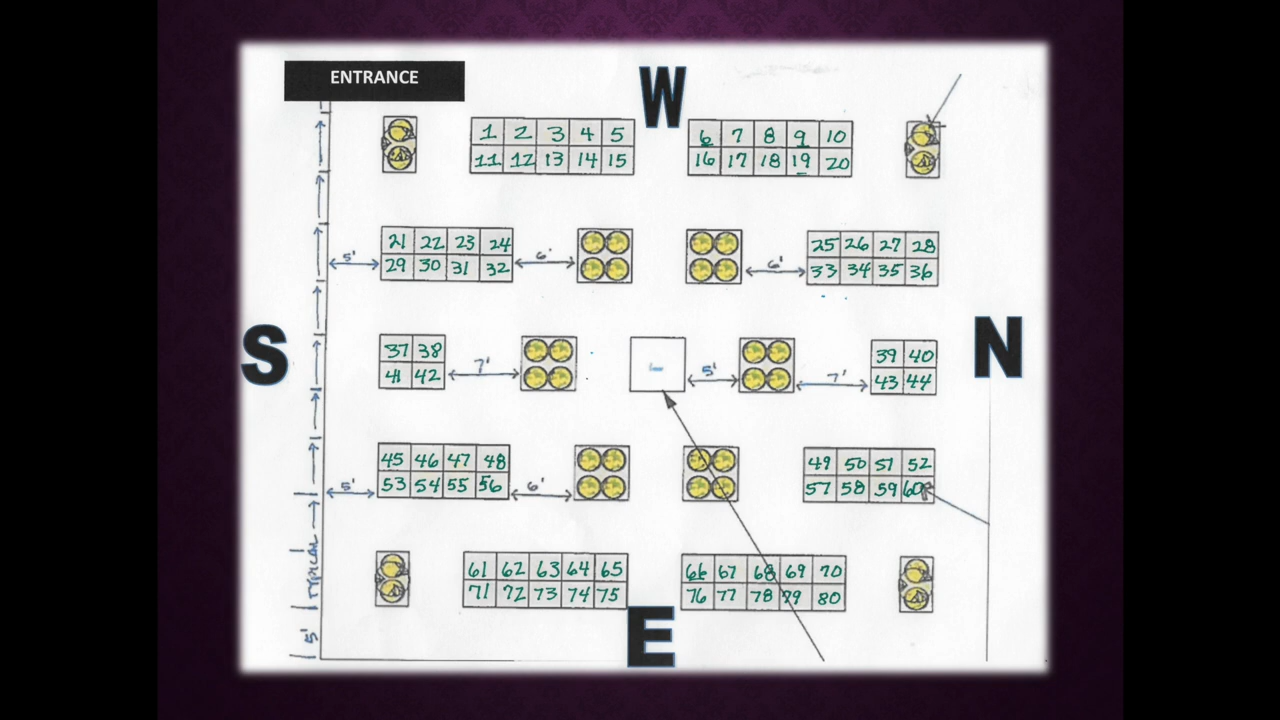 ENTRANCE
W
1 2 3 4 5 6 7 8 9 10
11 12 13 14 15 16 17 18 19 20
21 22 23 24 25 26 27 28
5' 29 30 31 32 6' 6' 33 34 35 36
S N
37 38 39 40
41 42 7' 5' 7' 43 44
45 46 47 48 49 50 51 52
5' 53 54 55 56 6' 57 58 59 60
61 62 63 64 65 66 67 68 69 70
71 72 73 74 75 76 77 78 79 80
5' TYPICAL
E